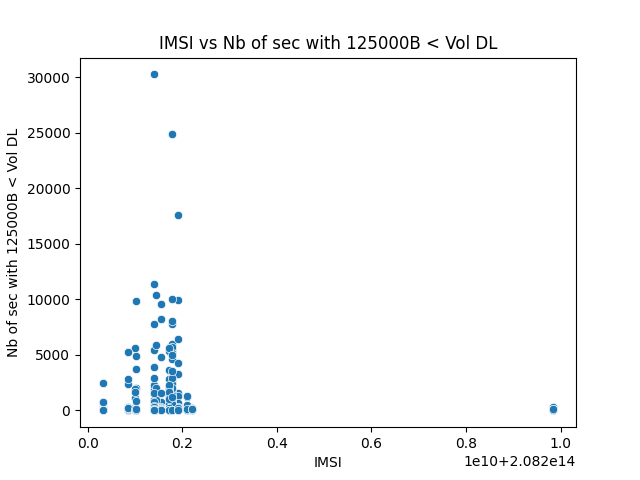 IMSI vs Nb of sec with 125000B < Vol DL
30000
25000
20000
15000
10000
5000
0
Nb of sec with 125000B < Vol DL
0.0 0.2 0.4 0.6 0.8 1.0
1e10+2.082e14
IMSI